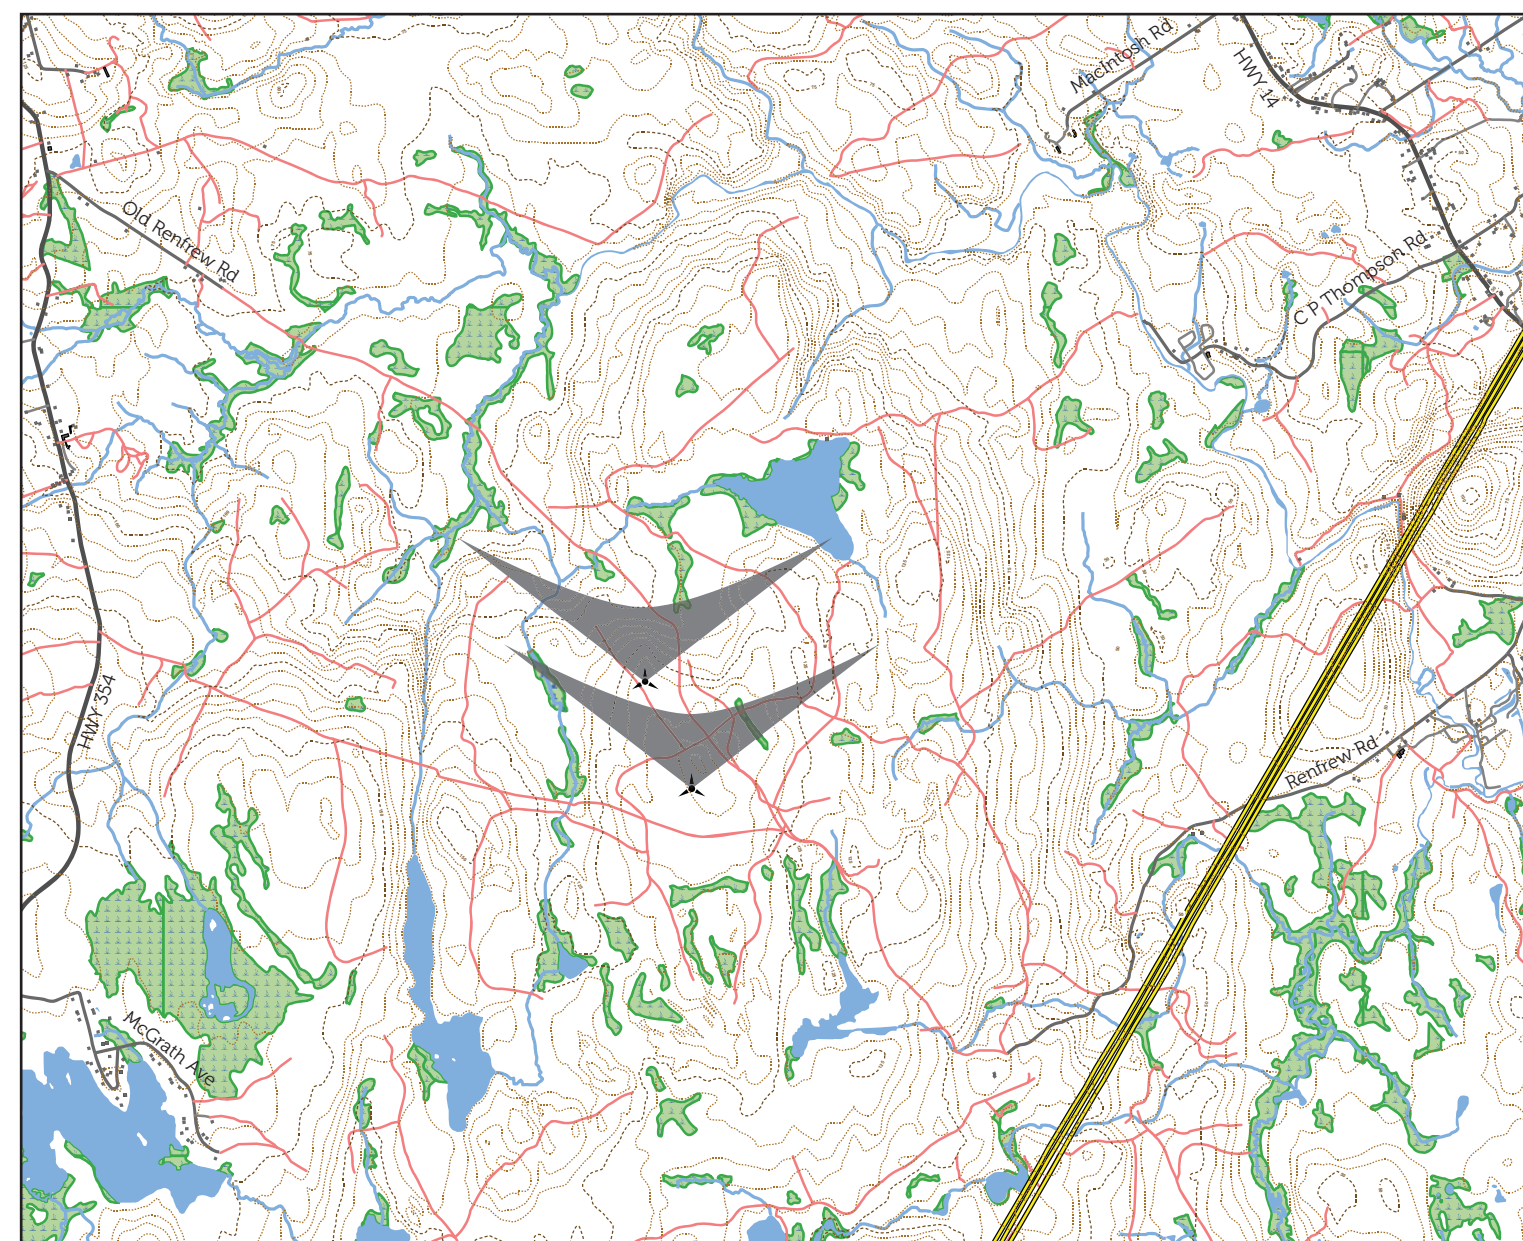 MacIntosh Rd
HWY 14
Old Renfrew Rd
C P Thompson Rd
HWY 354
Renfrew Rd
McGrath Ave